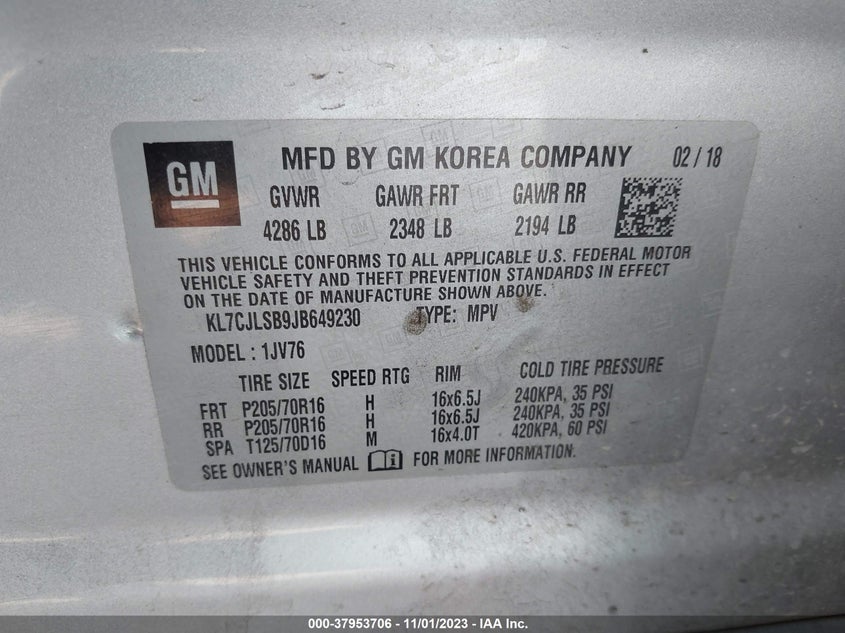 GM
MFD BY GM KOREA COMPANY 02 / 18
GVWR GAWR FRT GAWR RR
4286 LB 2348 LB 2194 LB
THIS VEHICLE CONFORMS TO ALL APPLICABLE U.S. FEDERAL MOTOR
VEHICLE SAFETY AND THEFT PREVENTION STANDARDS IN EFFECT
ON THE DATE OF MANUFACTURE SHOWN ABOVE.
KL7CJLSB9JB649230 TYPE: MPV
MODEL : 1JV76
TIRE SIZE SPEED RTG RIM COLD TIRE PRESSURE
FRT P205/70R16 H 16x6.5J 240KPA, 35 PSI
RR P205/70R16 H 16x6.5J 240KPA, 35 PSI
SPA T125/70D16 M 16x4.0T 420KPA, 60 PSI
SEE OWNER'S MANUAL FOR MORE INFORMATION.
000-37953706 - 11/01/2023 - IAA Inc.